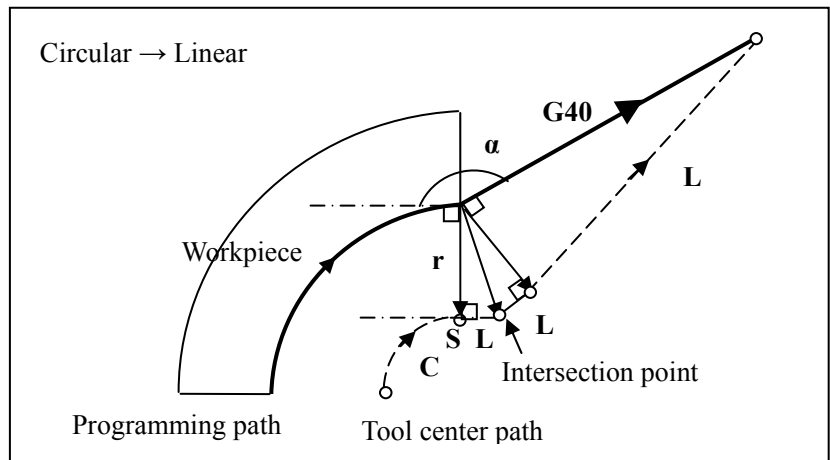 Circular → Linear
G40
α
L
Workpiece
r
S L
L
C
Intersection point
Programming path
Tool center path